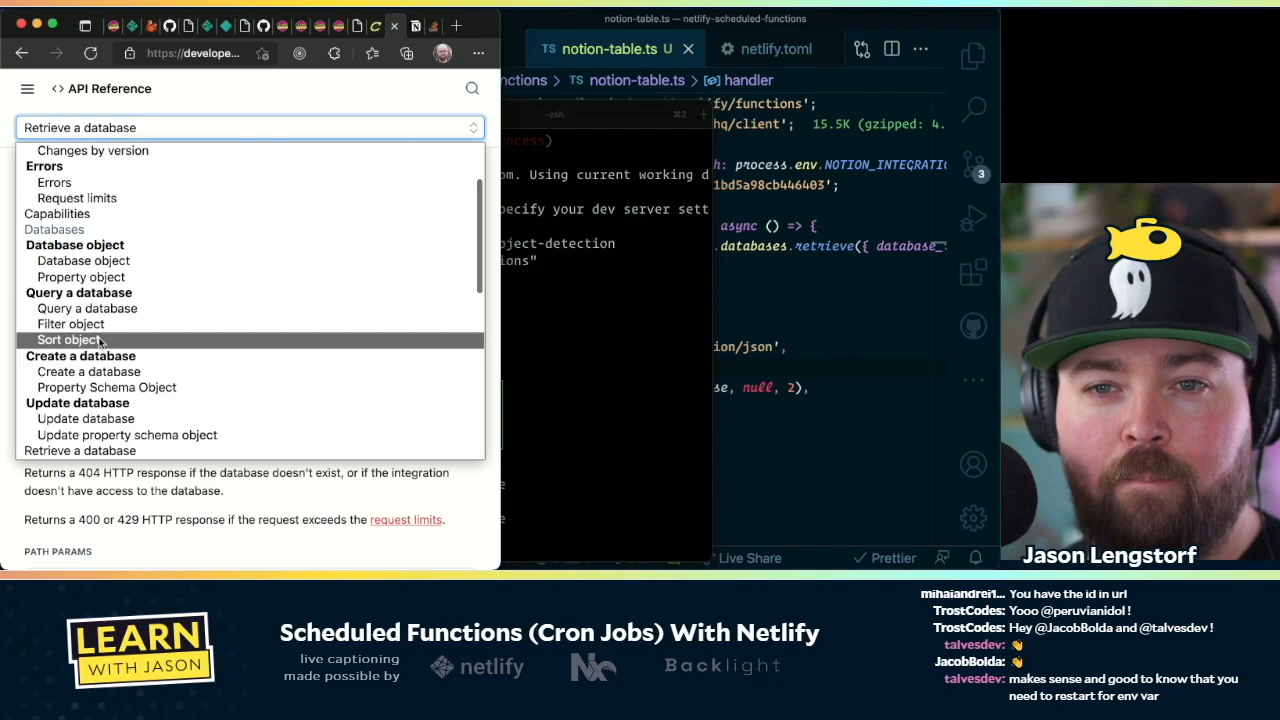 notion-table.ts — netlify-scheduled-functions
https://develope...
TS notion-table.ts U
netlify.toml
API Reference
nctions > TS notion-table.ts > handler
Retrieve a database
Changes by version
Errors
Errors
Request limits
Capabilities
Databases
Database object
Database object
Property object
Query a database
Query a database
Filter object
Sort object
Create a database
Create a database
Property Schema Object
Update database
Update database
Update property schema object
Retrieve a database
Returns a 404 HTTP response if the database doesn't exist, or if the integration
doesn't have access to the database.
Returns a 400 or 429 HTTP response if the request exceeds the request limits.
PATH PARAMS
-zsh
⌘2
ocess)
om. Using current working d
pecify your dev server sett
oject-detection
ions"
fy/functions';
hq/client'; 15.5K (gzipped: 4.
h: process.env.NOTION_INTEGRATIO
1bd5a98cb446403';
async () => {
.databases.retrieve({ database_
ion/json',
se, null, 2),
3
Live Share
Prettier
Jason Lengstorf
LEARN
WITH JASON
Scheduled Functions (Cron Jobs) With Netlify
live captioning
made possible by
netlify
Nx
Backlight
mihaiandrei1... You have the id in url
TrostCodes: Yooo @peruvianidol !
TrostCodes: Hey @JacobBolda and @talvesdev !
talvesdev: 👋
JacobBolda: 👋
talvesdev: makes sense and good to know that you
need to restart for env var